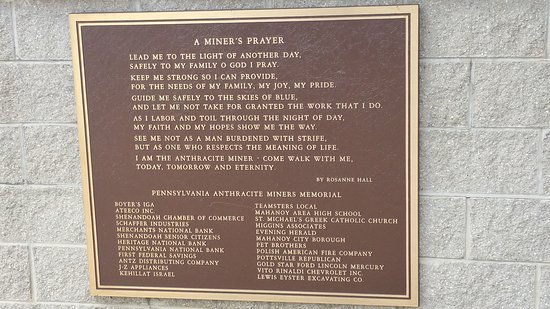 A MINER'S PRAYER
LEAD ME TO THE LIGHT OF ANOTHER DAY,
SAFELY TO MY FAMILY O GOD I PRAY.
KEEP ME STRONG SO I CAN PROVIDE,
FOR THE NEEDS OF MY FAMILY, MY JOY, MY PRIDE.
GUIDE ME SAFELY TO THE SKIES OF BLUE,
AND LET ME NOT TAKE FOR GRANTED THE WORK THAT I DO.
AS I LABOR AND TOIL THROUGH THE NIGHT OF DAY,
MY FAITH AND MY HOPES SHOW ME THE WAY.
SEE ME NOT AS A MAN BURDENED WITH STRIFE,
BUT AS ONE WHO RESPECTS THE MEANING OF LIFE.
I AM THE ANTHRACITE MINER - COME WALK WITH ME,
TODAY, TOMORROW AND ETERNITY.
BY ROSANNE HALL
PENNSYLVANIA ANTHRACITE MINERS MEMORIAL
BOYER'S IGA
ATEECO INC.
SHENANDOAH CHAMBER OF COMMERCE
SCHAFFER INDUSTRIES
MERCHANTS NATIONAL BANK
SHENANDOAH SENIOR CITIZENS
HERITAGE NATIONAL BANK
PENNSYLVANIA NATIONAL BANK
FIRST FEDERAL SAVINGS
ANTZ DISTRIBUTING COMPANY
J-Z APPLIANCES
KEHILLAT ISRAEL
TEAMSTERS LOCAL
MAHANOY AREA HIGH SCHOOL
ST. MICHAEL'S GREEK CATHOLIC CHURCH
HIGGINS ASSOCIATES
EVENING HERALD
MAHANOY CITY BOROUGH
PET BROTHERS
POLISH AMERICAN FIRE COMPANY
POTTSVILLE REPUBLICAN
GOLD STAR FORD LINCOLN MERCURY
VITO RINALDI CHEVROLET INC.
LEWIS EYSTER EXCAVATING CO.